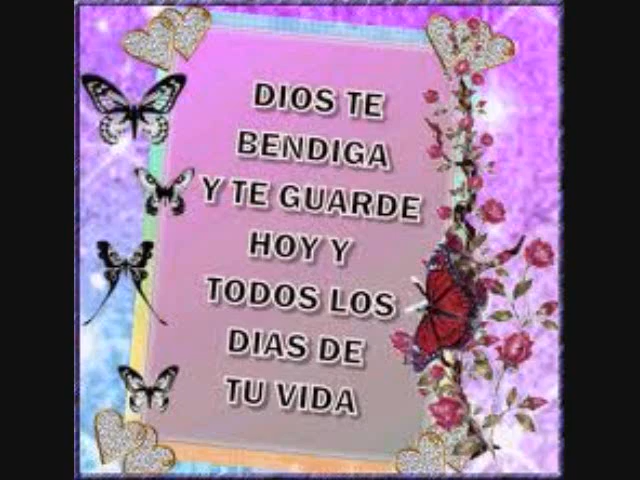 DIOS TE
BENDIGA
Y TE GUARDE
HOY Y
TODOS LOS
DIAS DE
TU VIDA